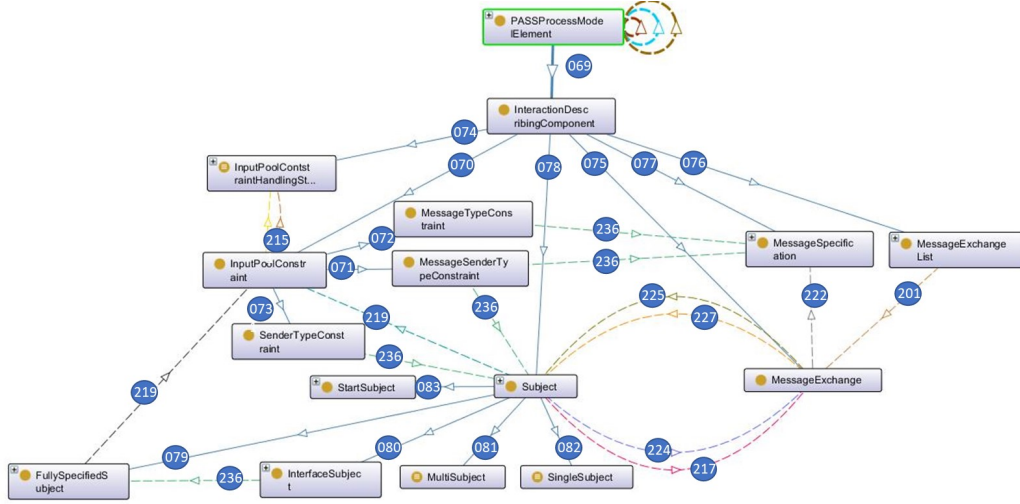 PASSProcessMode
lElement
069
InteractionDesc
ribingComponent
074
070
078
075
077
076
InputPoolContst
raintHandlingSt...
MessageTypeCons
traint
236
072
215
InputPoolConstr
aint
071
MessageSenderTy
peConstraint
236
MessageSpecific
ation
MessageExchange
List
073
219
236
225
227
222
201
SenderTypeConst
raint
236
StartSubject
083
Subject
MessageExchange
219
079
080
081
082
224
217
FullySpecifiedS
ubject
236
InterfaceSubjec
t
MultiSubject
SingleSubject